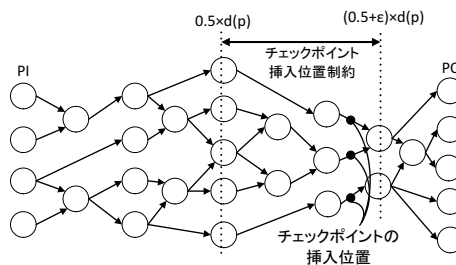 0.5×d(p)
(0.5+ε)×d(p)
チェックポイント
挿入位置制約
PI
PO
チェックポイントの
挿入位置